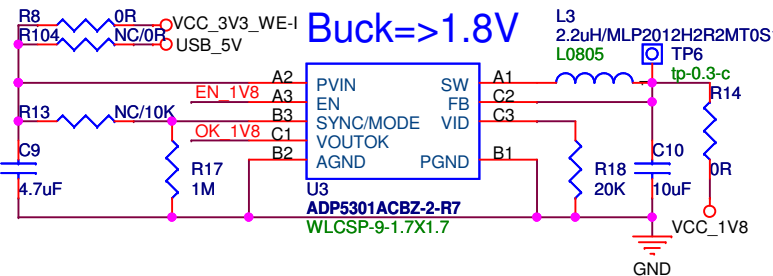 R8 0R VCC_3V3_WE-I
R104 NC/0R USB_5V
Buck=>1.8V
L3
2.2uH/MLP2012H2R2MT0S1
L0805
TP6
tp-0.3-c
A2 PVIN SW A1
EN_1V8 A3 EN FB C2
R13 NC/10K B3 SYNC/MODE VID C3
OK_1V8 C1 VOUTOK
B2 AGND PGND B1
R14
0R
C9
4.7uF
R17
1M
R18
20K
C10
10uF
U3
ADP5301ACBZ-2-R7
WLCSP-9-1.7X1.7
VCC_1V8
GND